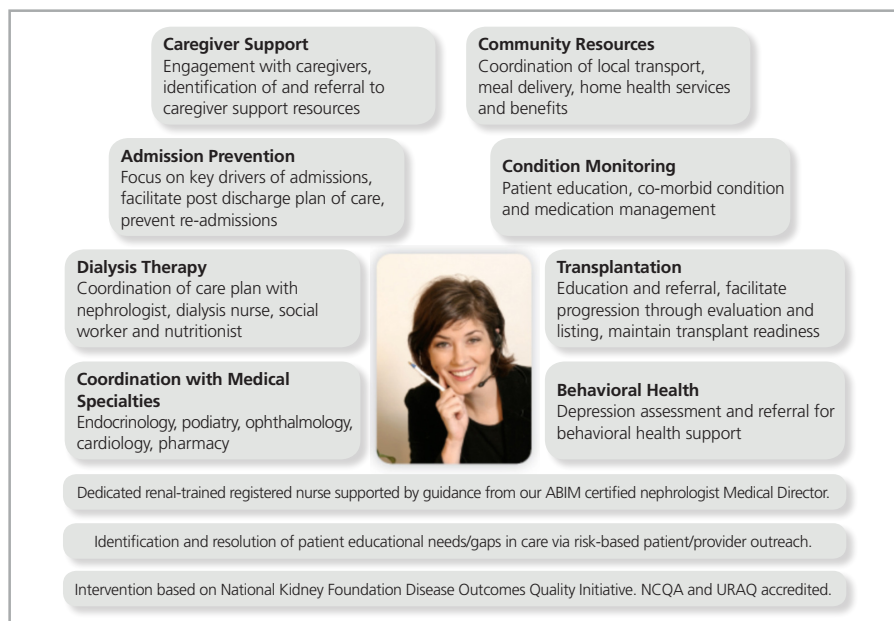 Caregiver Support
Engagement with caregivers,
identification of and referral to
caregiver support resources
Community Resources
Coordination of local transport,
meal delivery, home health services
and benefits
Admission Prevention
Focus on key drivers of admissions,
facilitate post discharge plan of care,
prevent re-admissions
Condition Monitoring
Patient education, co-morbid condition
and medication management
Dialysis Therapy
Coordination of care plan with
nephrologist, dialysis nurse, social
worker and nutritionist
Transplantation
Education and referral, facilitate
progression through evaluation and
listing, maintain transplant readiness
Coordination with Medical
Specialties
Endocrinology, podiatry, ophthalmology,
cardiology, pharmacy
Behavioral Health
Depression assessment and referral for
behavioral health support
Dedicated renal-trained registered nurse supported by guidance from our ABIM certified nephrologist Medical Director.
Identification and resolution of patient educational needs/gaps in care via risk-based patient/provider outreach.
Intervention based on National Kidney Foundation Disease Outcomes Quality Initiative. NCQA and URAQ accredited.